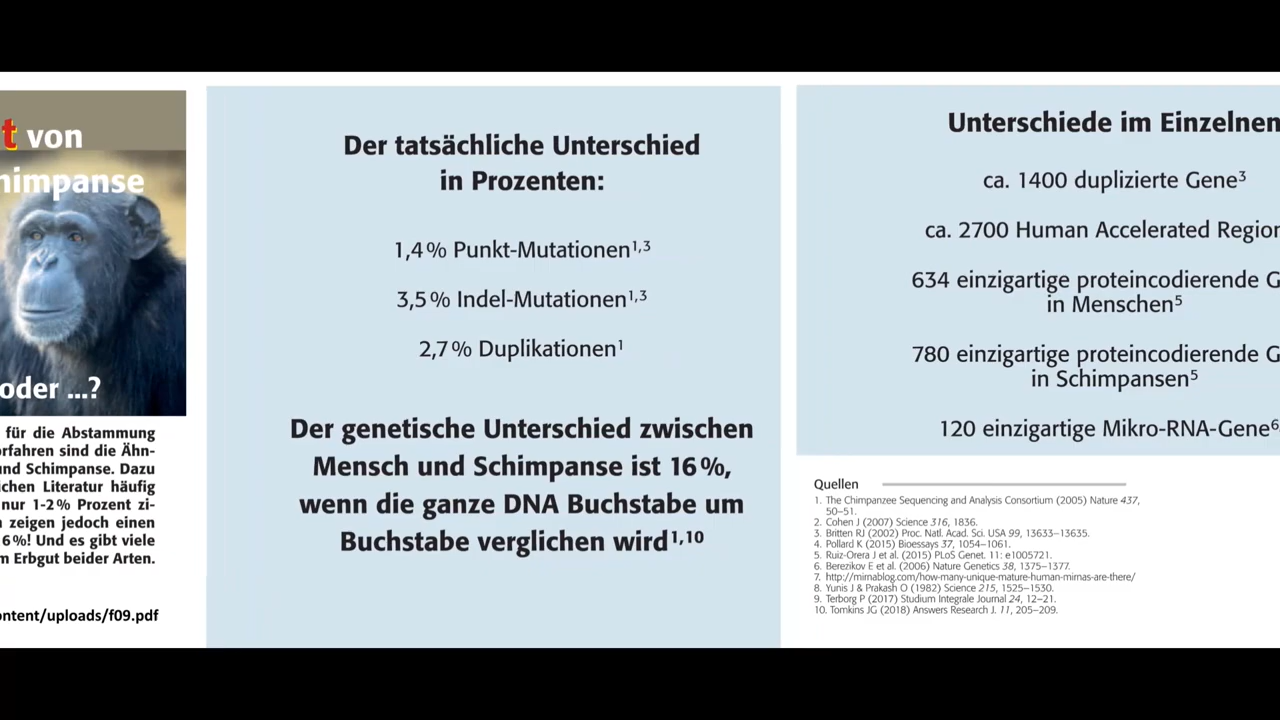 t von
himpanse
oder ...?
für die Abstammung
orfahren sind die Ähn-
und Schimpanse. Dazu
ichen Literatur häufig
nur 1-2 % Prozent zi-
zeigen jedoch einen
6 %! Und es gibt viele
m Erbgut beider Arten.
ontent/uploads/f09.pdf
Der tatsächliche Unterschied
in Prozenten:
1,4 % Punkt-Mutationen¹,³
3,5 % Indel-Mutationen¹,³
2,7 % Duplikationen¹
Der genetische Unterschied zwischen
Mensch und Schimpanse ist 16 %,
wenn die ganze DNA Buchstabe um
Buchstabe verglichen wird¹,¹⁰
Unterschiede im Einzelnen
ca. 1400 duplizierte Gene³
ca. 2700 Human Accelerated Region
634 einzigartige proteincodierende G
in Menschen⁵
780 einzigartige proteincodierende G
in Schimpansen⁵
120 einzigartige Mikro-RNA-Gene⁶
Quellen
1. The Chimpanzee Sequencing and Analysis Consortium (2005) Nature 437,
50–51.
2. Cohen J (2007) Science 316, 1836.
3. Britten RJ (2002) Proc. Natl. Acad. Sci. USA 99, 13633–13635.
4. Pollard K (2015) Bioessays 37, 1054–1061.
5. Ruiz-Orera J et al. (2015) PLoS Genet. 11: e1005721.
6. Berezikov E et al. (2006) Nature Genetics 38, 1375–1377.
7. http://mirnablog.com/how-many-unique-mature-human-mirnas-are-there/
8. Yunis J & Prakash O (1982) Science 215, 1525–1530.
9. Terborg P (2017) Studium Integrale Journal 24, 12–21.
10. Tomkins JG (2018) Answers Research J. 11, 205–209.